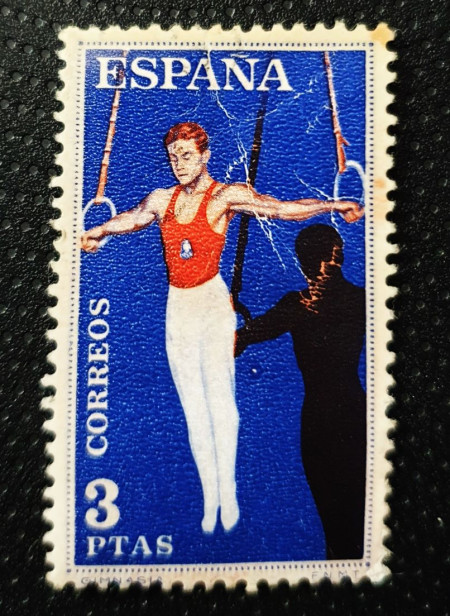 ESPAÑA
CORREOS
3
PTAS
GIMNASIA
F.N.M.T.